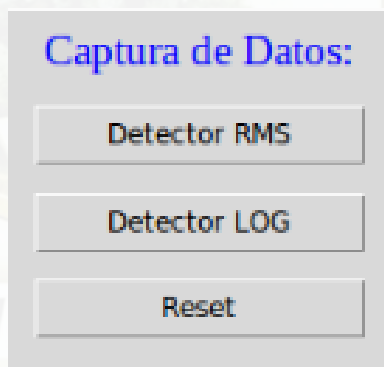 Captura de Datos:
Detector RMS
Detector LOG
Reset